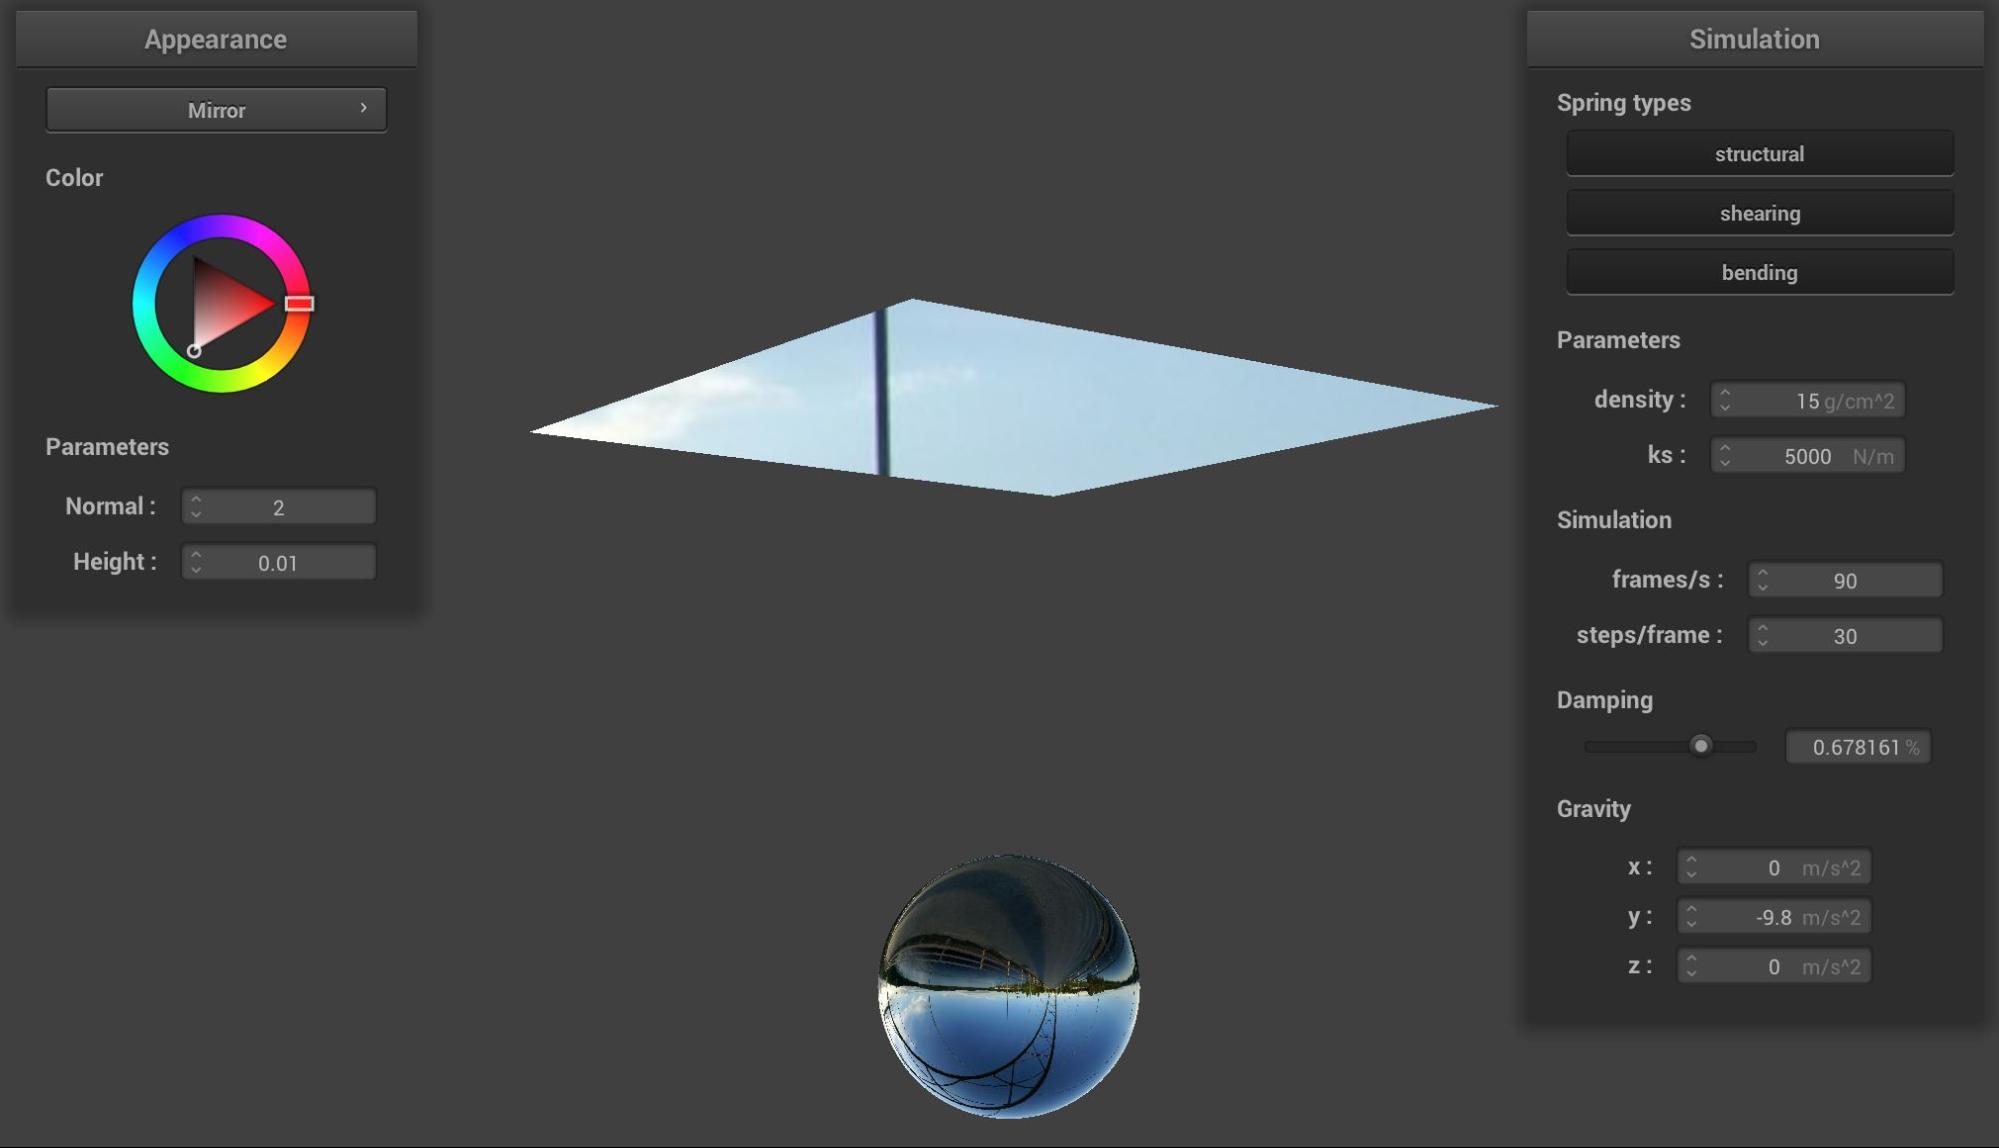 Appearance
Mirror
Color
Parameters
Normal : 2
Height : 0.01
Simulation
Spring types
structural
shearing
bending
Parameters
density : 15 g/cm^2
ks : 5000 N/m
Simulation
frames/s : 90
steps/frame : 30
Damping
0.678161 %
Gravity
x : 0 m/s^2
y : -9.8 m/s^2
z : 0 m/s^2